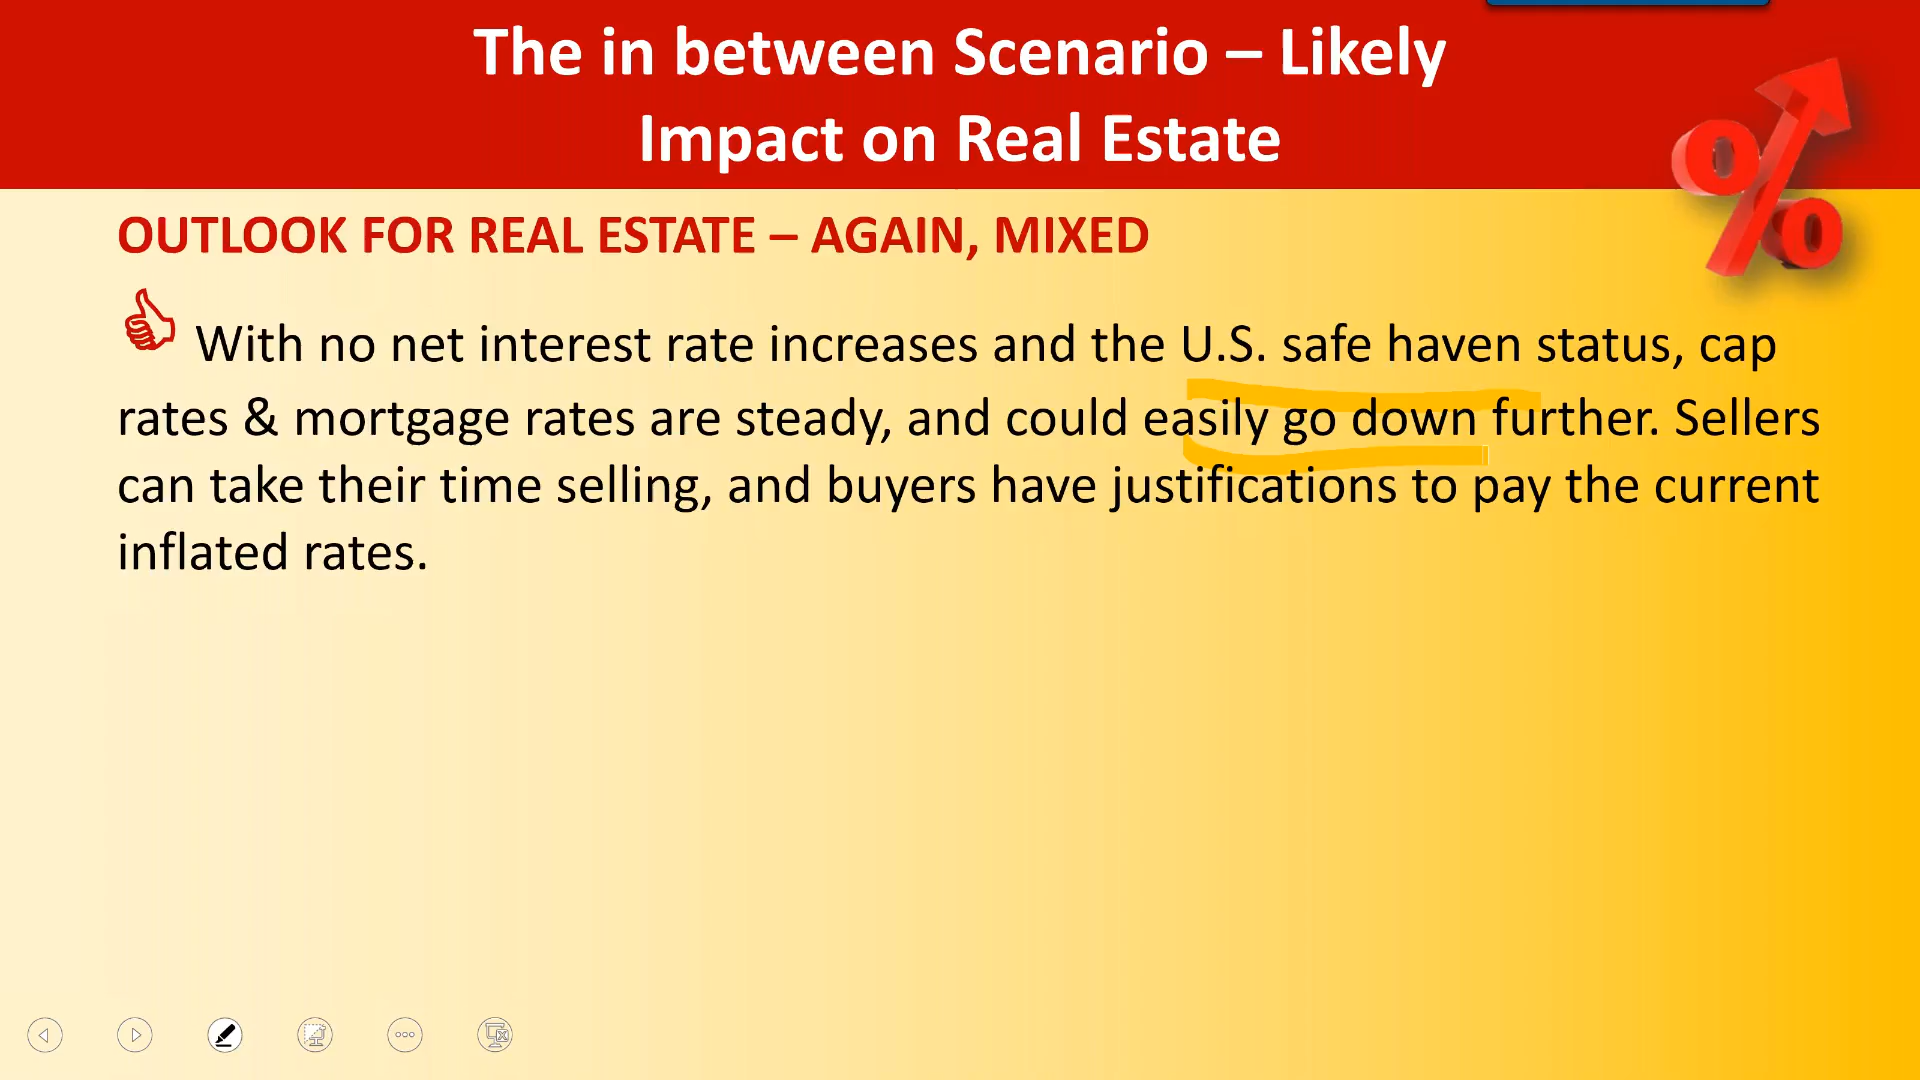 The in between Scenario – Likely
Impact on Real Estate
%
OUTLOOK FOR REAL ESTATE – AGAIN, MIXED
With no net interest rate increases and the U.S. safe haven status, cap
rates & mortgage rates are steady, and could easily go down further. Sellers
can take their time selling, and buyers have justifications to pay the current
inflated rates.